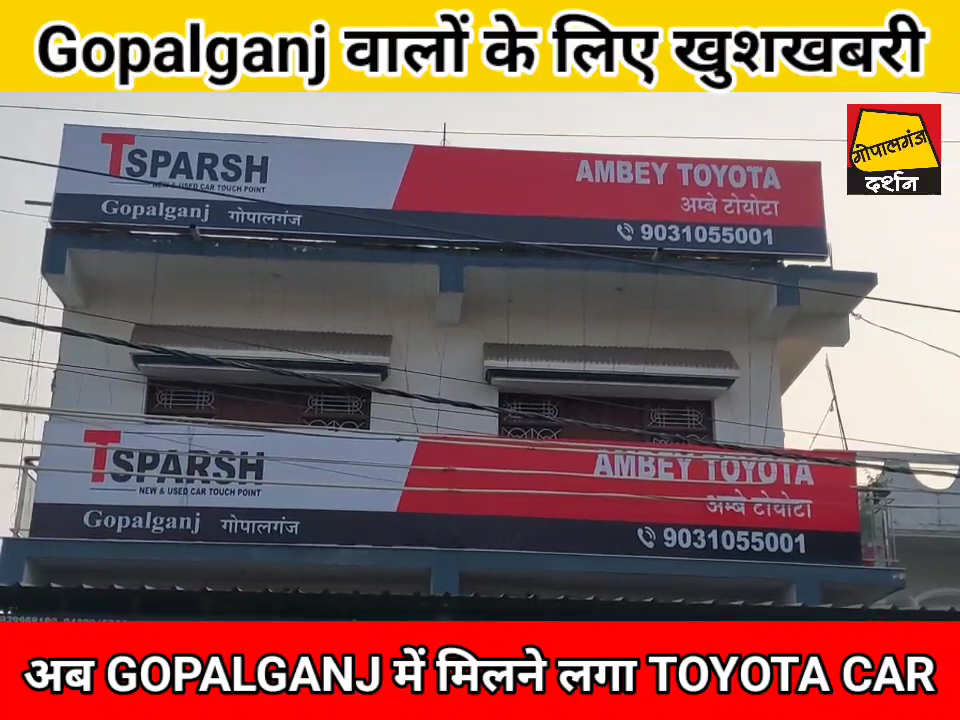 Gopalganj वालों के लिए खुशखबरी
गोपालगंज
दर्शन
TSPARSH
NEW & USED CAR TOUCH POINT
Gopalganj गोपालगंज
AMBEY TOYOTA
अम्बे टोयोटा
9031055001
TSPARSH
NEW & USED CAR TOUCH POINT
Gopalganj गोपालगंज
AMBEY TOYOTA
अम्बे टोयोटा
9031055001
अब GOPALGANJ में मिलने लगा TOYOTA CAR